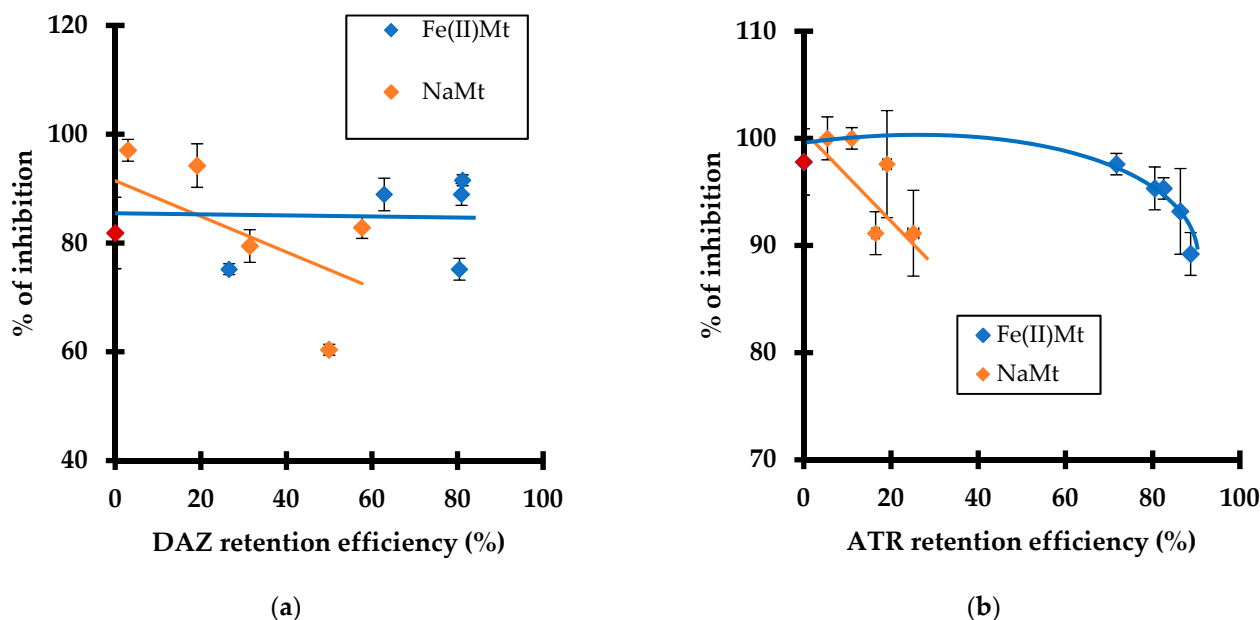 120
100
80
60
40
% of inhibition
0 20 40 60 80 100
DAZ retention efficiency (%)
Fe(II)Mt
NaMt
(a)
110
100
90
80
70
% of inhibition
0 20 40 60 80 100
ATR retention efficiency (%)
Fe(II)Mt
NaMt
(b)